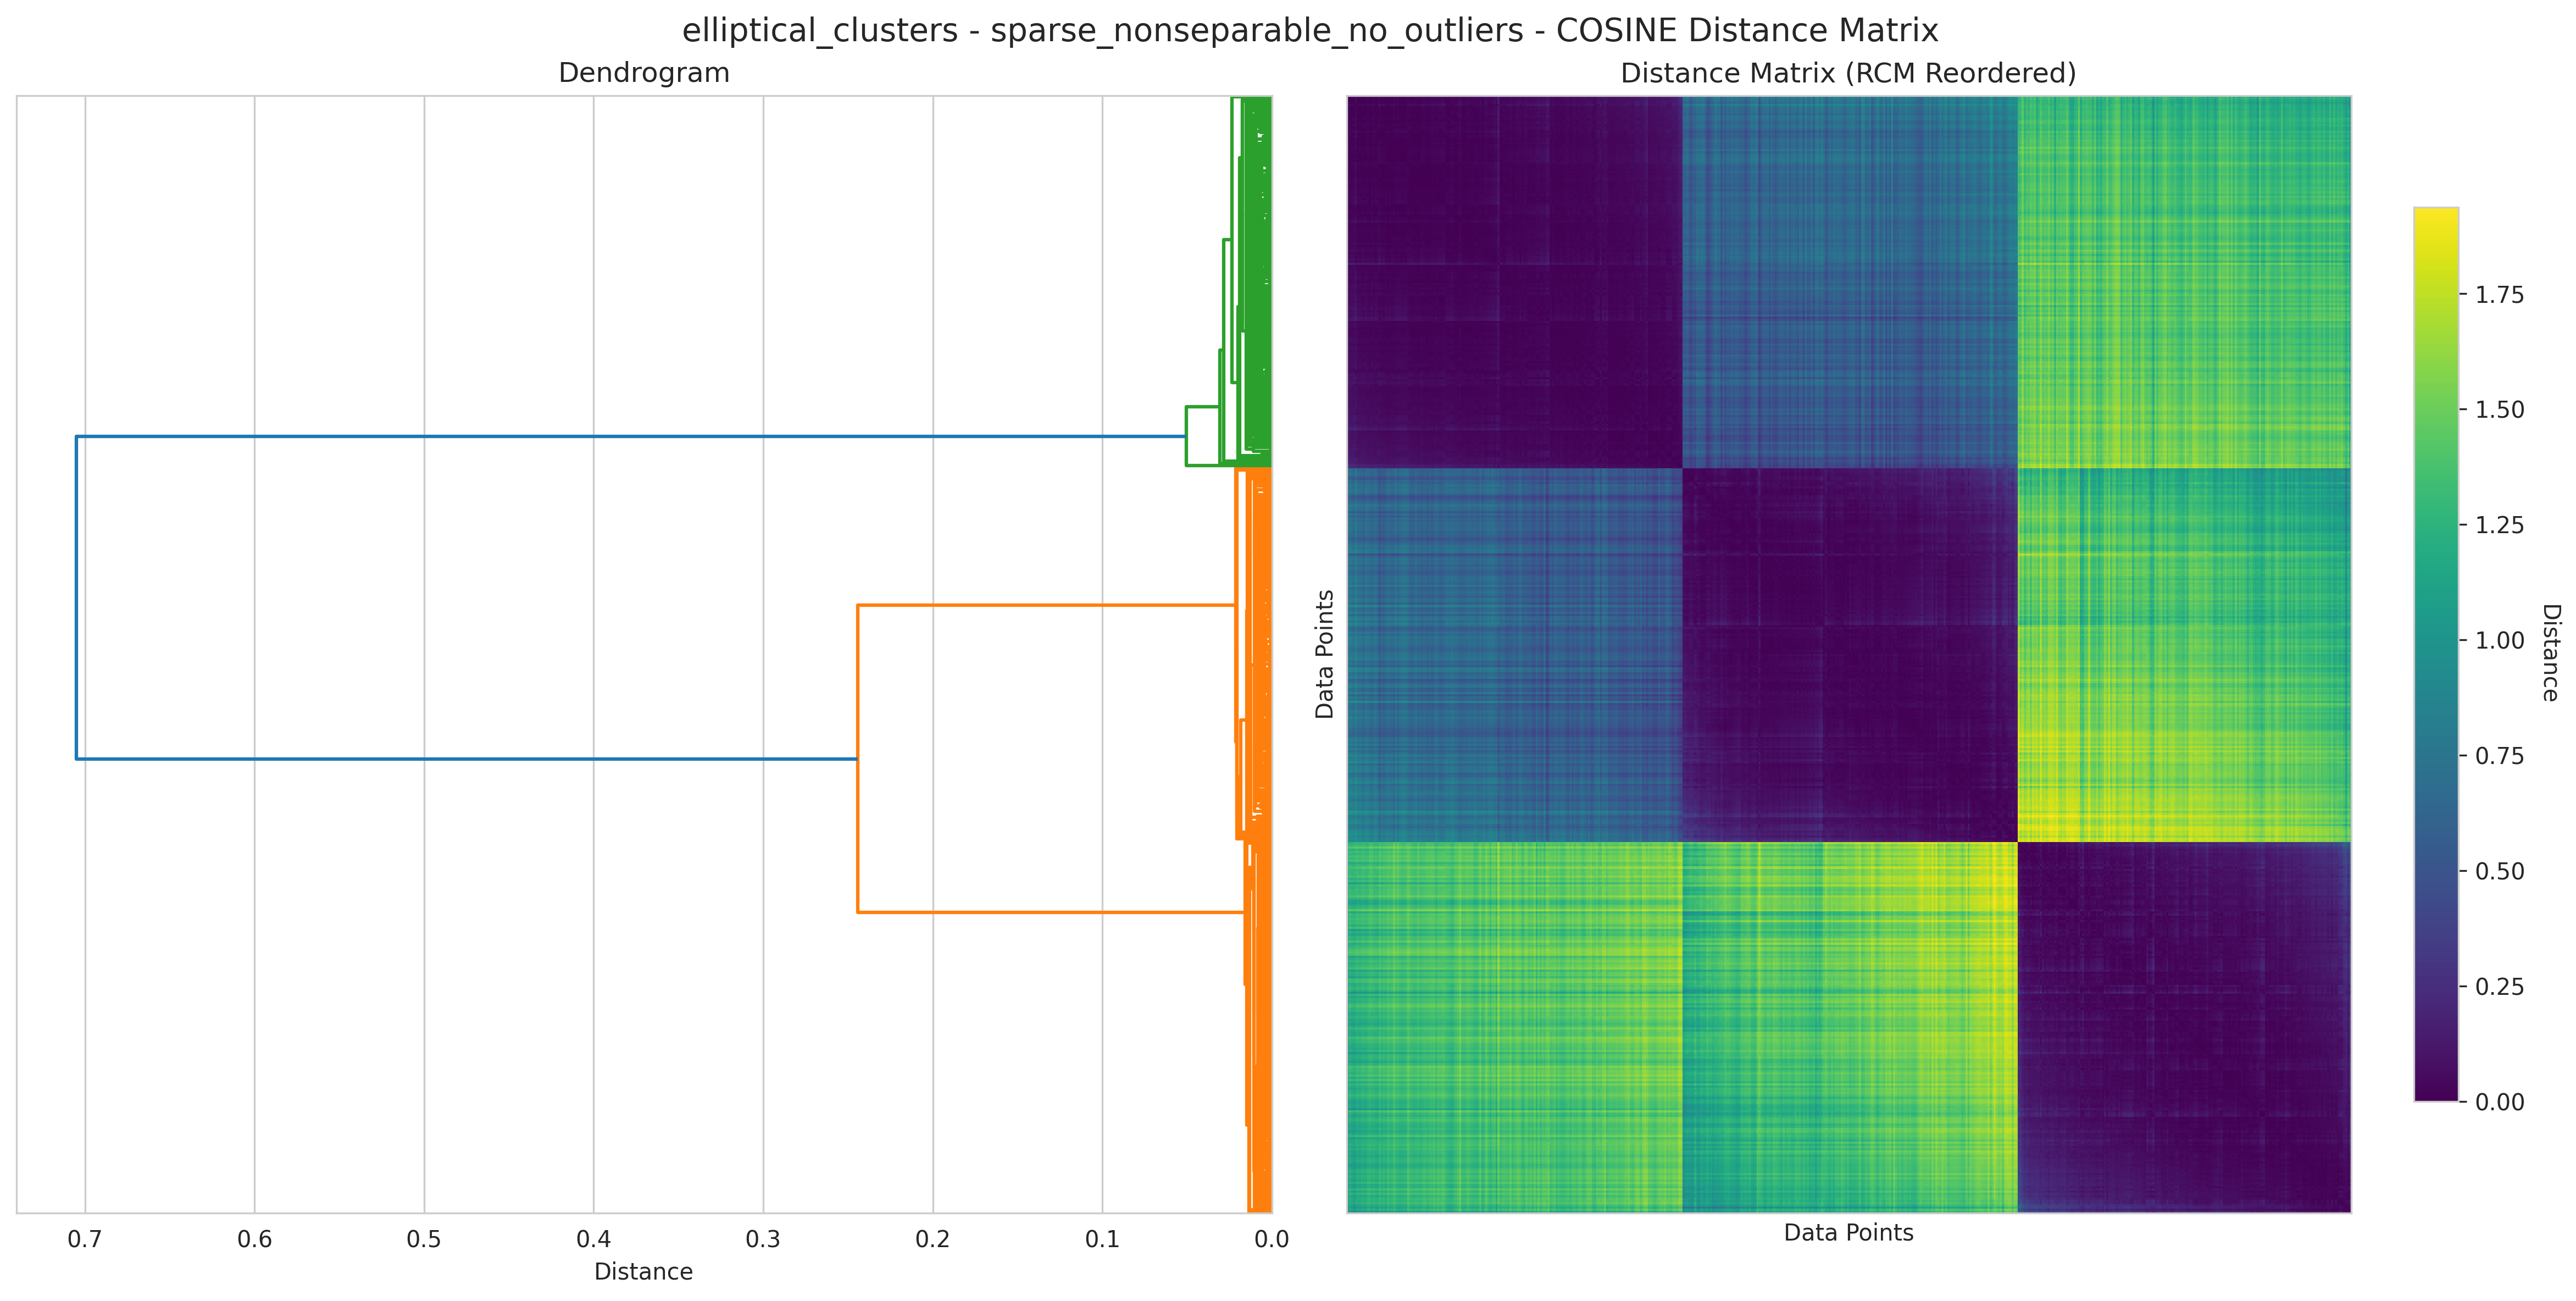 elliptical_clusters - sparse_nonseparable_no_outliers - COSINE Distance Matrix
Dendrogram
0.7 0.6 0.5 0.4 0.3 0.2 0.1 0.0
Distance
Distance Matrix (RCM Reordered)
Data Points
Data Points
1.75
1.50
1.25
1.00
0.75
0.50
0.25
0.00
Distance